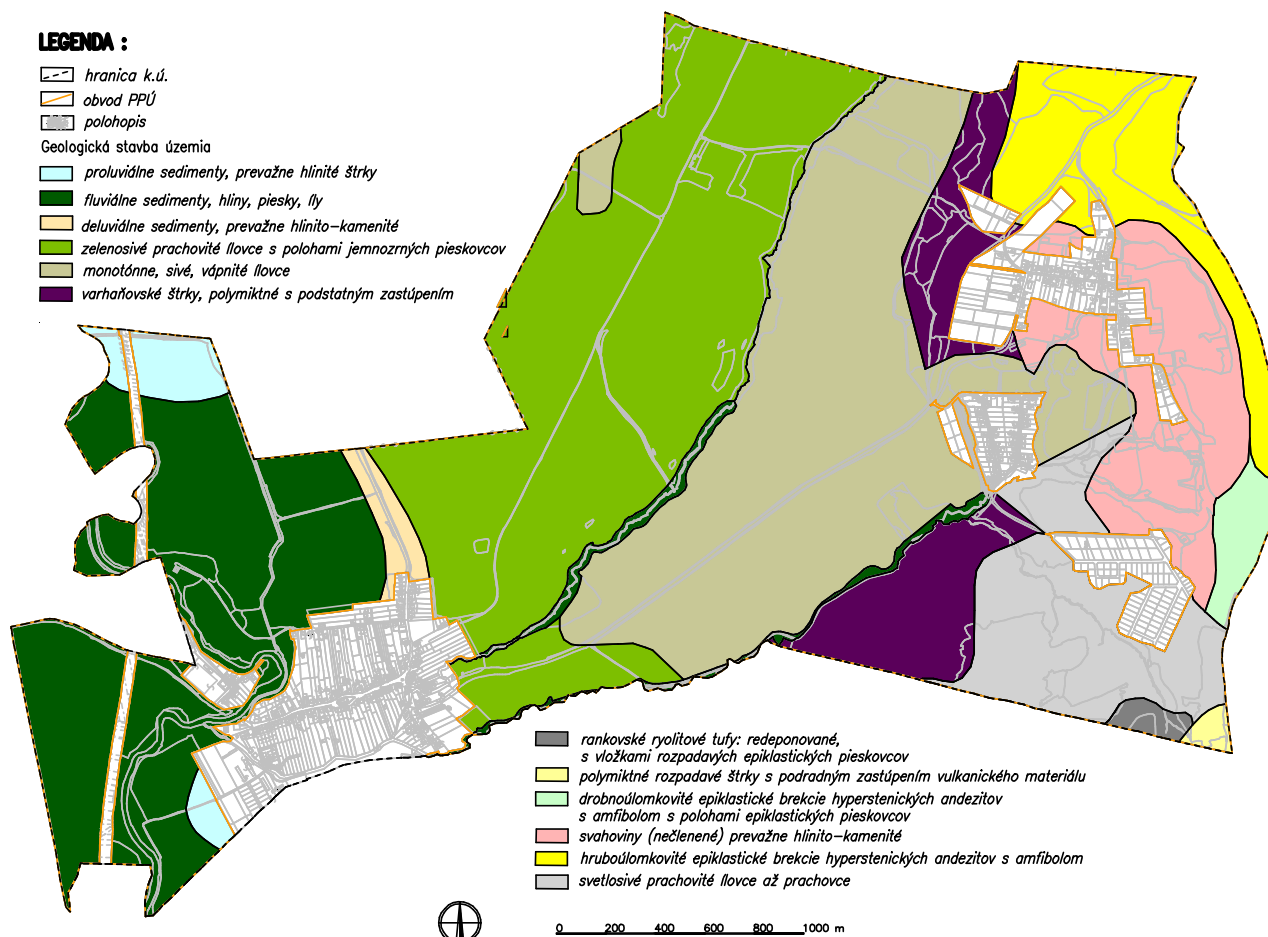 LEGENDA :
hranica k.ú.
obvod PPÚ
polohopis
Geologická stavba územia
proluviálne sedimenty, prevažne hlinité štrky
fluviálne sedimenty, hliny, piesky, íly
deluviálne sedimenty, prevažne hlinito-kamenité
zelenosivé prachovité ílovce s polohami jemnozrných pieskovcov
monotónne, sivé, vápnité ílovce
varhaňovské štrky, polymiktné s podstatným zastúpením
rankovské ryolitové tufy: redeponované,
s vložkami rozpadavých epiklastických pieskovcov
polymiktné rozpadavé štrky s podradným zastúpením vulkanického materiálu
drobnoúlomkovité epiklastické brekcie hyperstenických andezitov
s amfibolom s polohami epiklastických pieskovcov
svahoviny (nečlenené) prevažne hlinito-kamenité
hruboúlomkovité epiklastické brekcie hyperstenických andezitov s amfibolom
svetlosivé prachovité ílovce až prachovce
0 200 400 600 800 1000 m